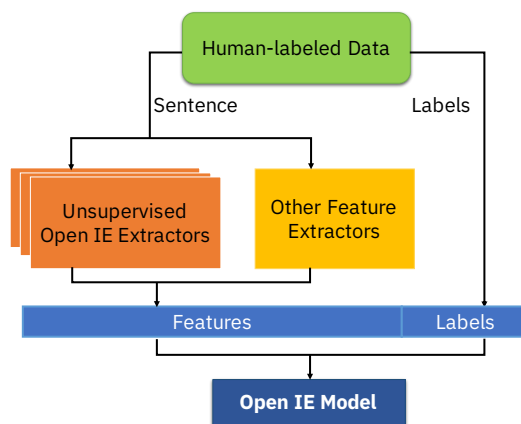 Human-labeled Data
Sentence
Labels
Unsupervised
Open IE Extractors
Other Feature
Extractors
Features
Labels
Open IE Model